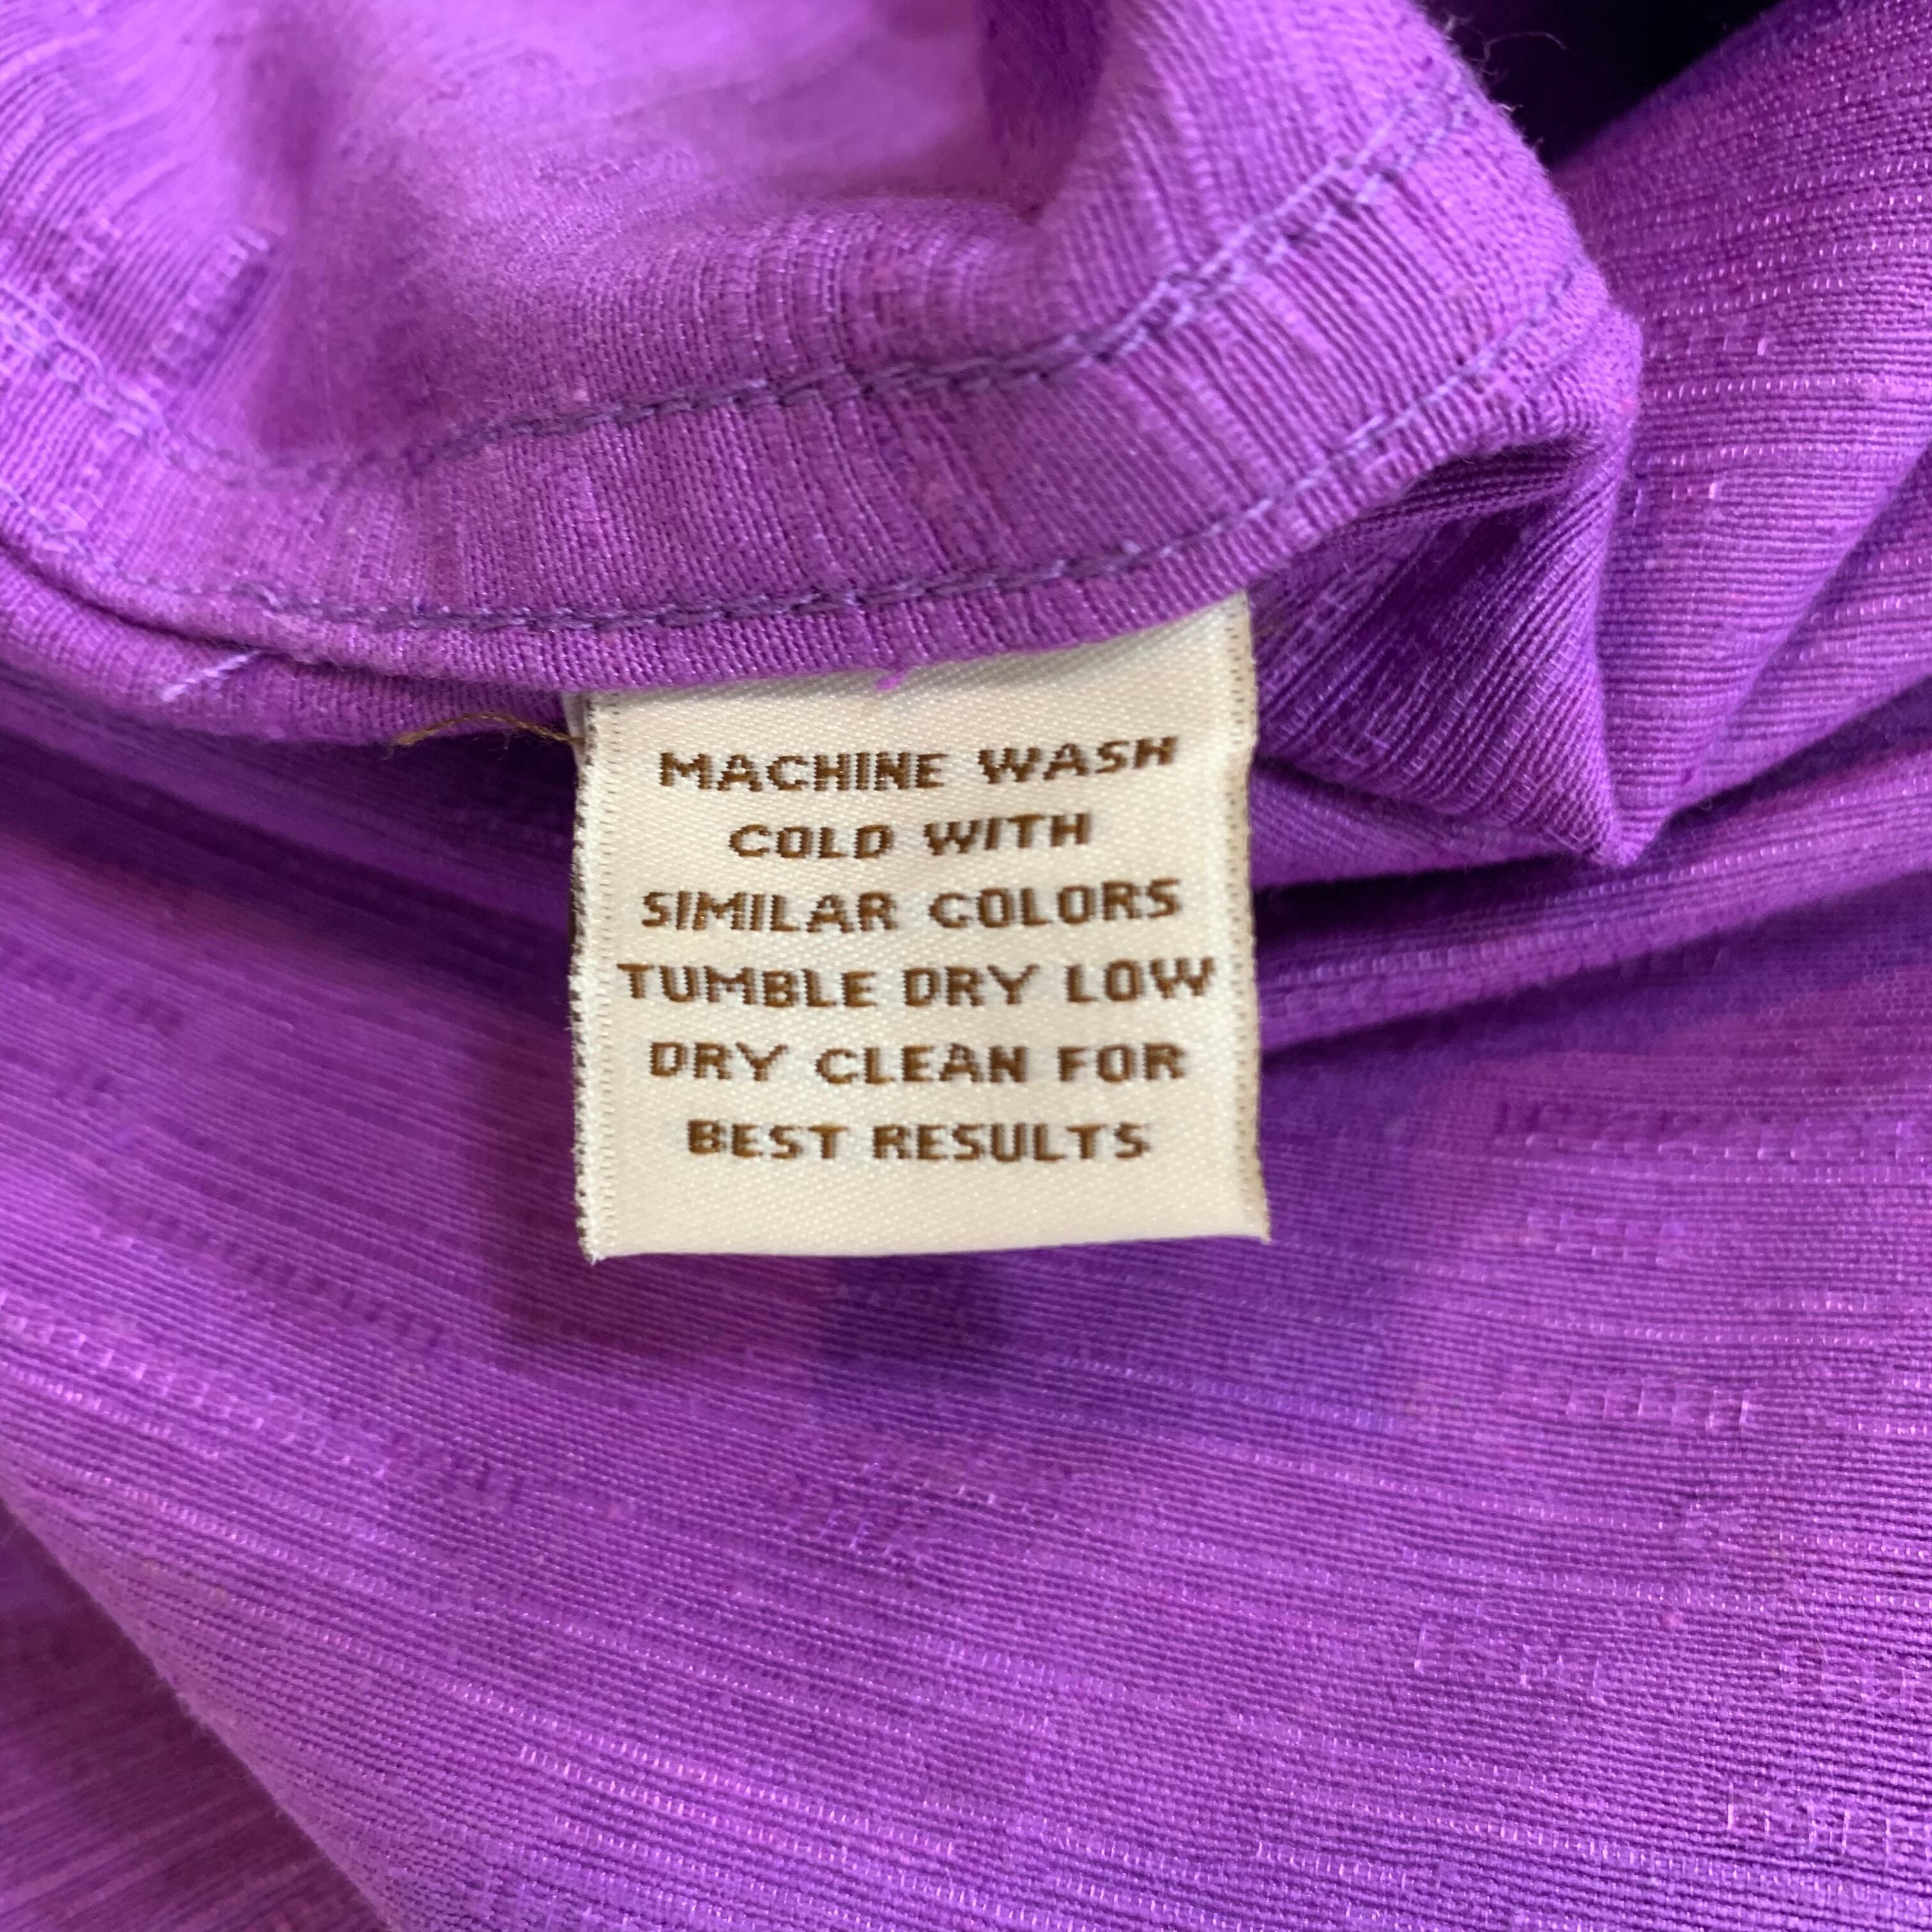 MACHINE WASH
COLD WITH
SIMILAR COLORS
TUMBLE DRY LOW
DRY CLEAN FOR
BEST RESULTS